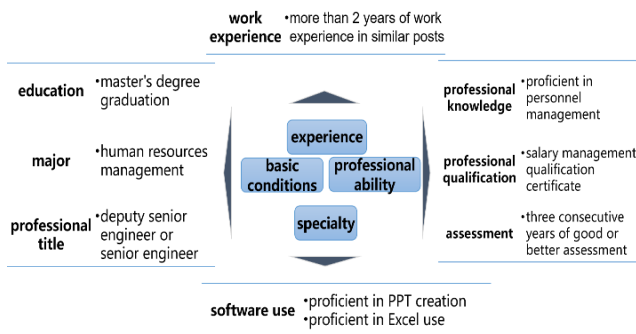 work experience
•more than 2 years of work
experience in similar posts
education
•master's degree
graduation
major
•human resources
management
professional title
•deputy senior
engineer or
senior engineer
experience
basic conditions
professional ability
specialty
professional knowledge
•proficient in
personnel
management
professional qualification
•salary management
qualification
certificate
assessment
•three consecutive
years of good or
better assessment
software use
•proficient in PPT creation
•proficient in Excel use